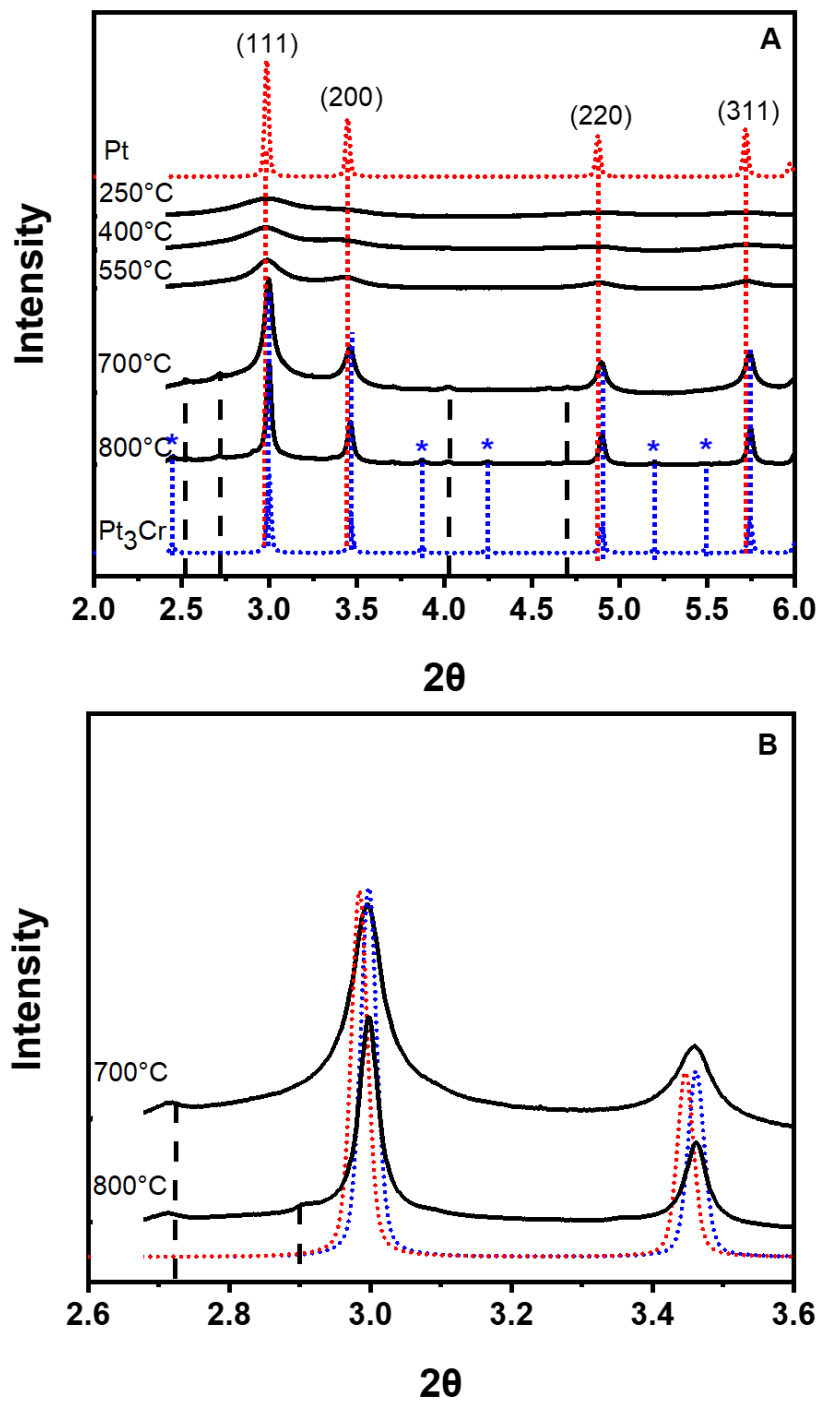 A
(111)
(200)
(220)
(311)
Pt
250°C
400°C
550°C
700°C
800°C
* * * * *
Pt₃Cr
Intensity
2.0 2.5 3.0 3.5 4.0 4.5 5.0 5.5 6.0
2θ
B
700°C
800°C
Intensity
2.6 2.8 3.0 3.2 3.4 3.6
2θ